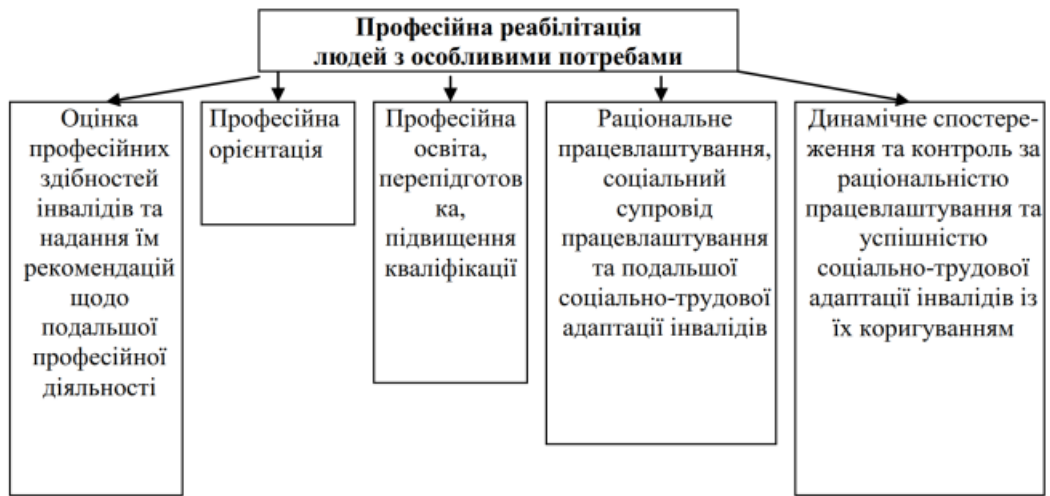 Професійна реабілітація
людей з особливими потребами
Оцінка
професійних
здібностей
інвалідів та
надання їм
рекомендацій
щодо
подальшої
професійної
діяльності
Професійна
орієнтація
Професійна
освіта,
перепідготов
ка,
підвищення
кваліфікації
Раціональне
працевлаштування,
соціальний
супровід
працевлаштування
та подальшої
соціально-трудової
адаптації інвалідів
Динамічне спостере-
ження та контроль за
раціональністю
працевлаштування та
успішністю
соціально-трудової
адаптації інвалідів із
їх коригуванням